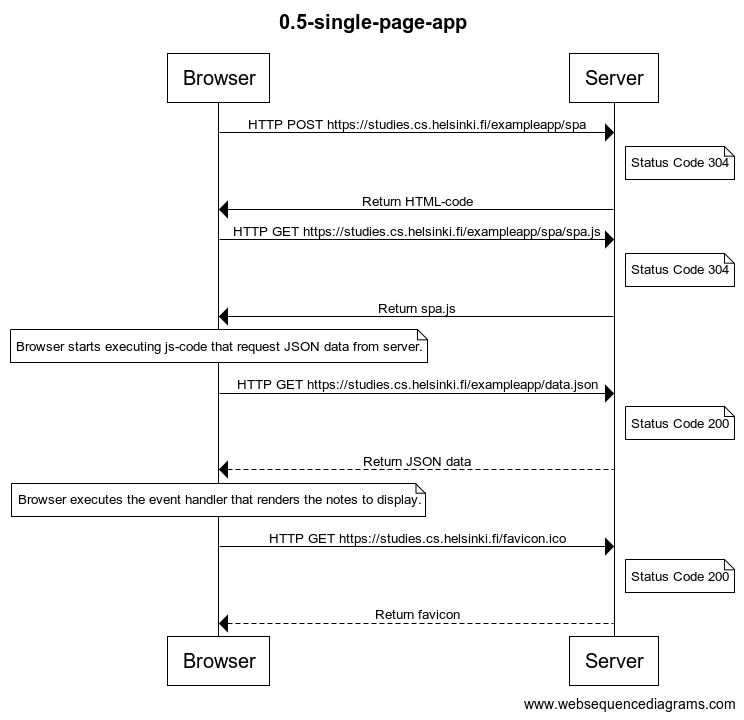 0.5-single-page-app
Browser
Server
HTTP POST https://studies.cs.helsinki.fi/exampleapp/spa
Status Code 304
Return HTML-code
HTTP GET https://studies.cs.helsinki.fi/exampleapp/spa/spa.js
Status Code 304
Return spa.js
Browser starts executing js-code that request JSON data from server.
HTTP GET https://studies.cs.helsinki.fi/exampleapp/data.json
Status Code 200
Return JSON data
Browser executes the event handler that renders the notes to display.
HTTP GET https://studies.cs.helsinki.fi/favicon.ico
Status Code 200
Return favicon
Browser
Server
www.websequencediagrams.com